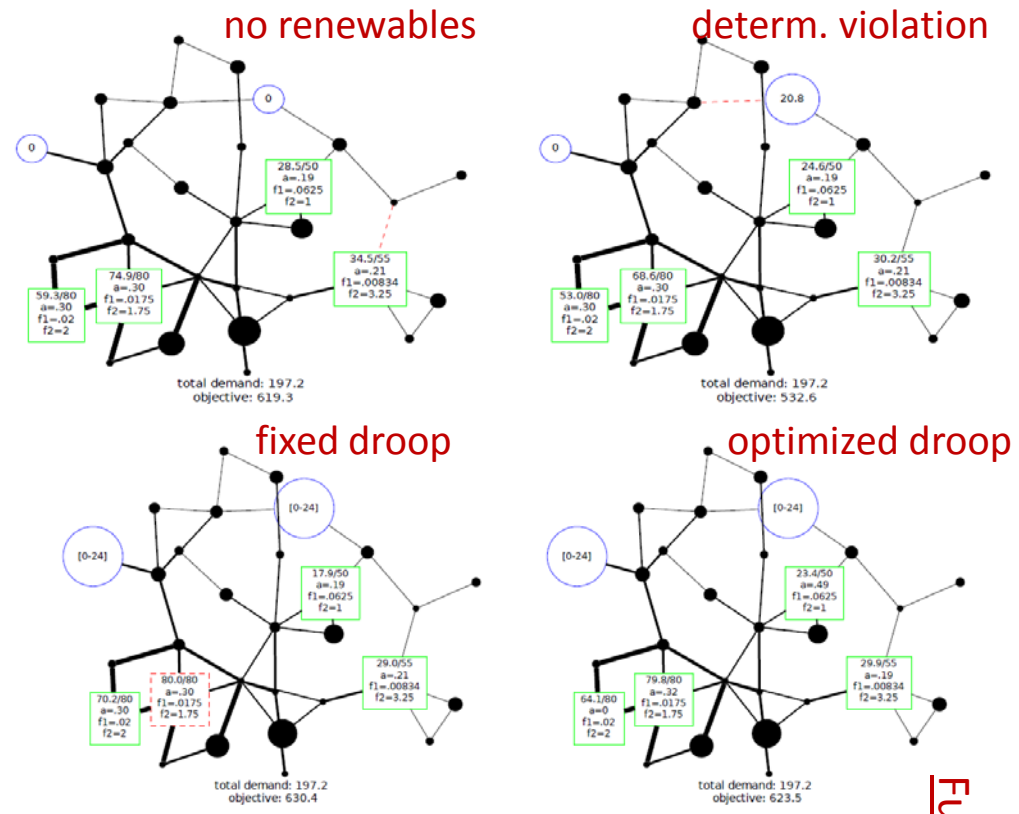 no renewables
0
0
28.5/50
a=.19
f1=.0625
f2=1
34.5/55
a=.21
f1=.00834
f2=3.25
74.9/80
a=.30
f1=.0175
f2=1.75
59.3/80
a=.30
f1=.02
f2=2
total demand: 197.2
objective: 619.3
determ. violation
20.8
0
24.6/50
a=.19
f1=.0625
f2=1
30.2/55
a=.21
f1=.00834
f2=3.25
68.6/80
a=.30
f1=.0175
f2=1.75
53.0/80
a=.30
f1=.02
f2=2
total demand: 197.2
objective: 532.6
fixed droop
[0-24]
[0-24]
17.9/50
a=.19
f1=.0625
f2=1
29.0/55
a=.21
f1=.00834
f2=3.25
80.0/80
a=.30
f1=.0175
f2=1.75
70.2/80
a=.30
f1=.02
f2=2
total demand: 197.2
objective: 630.4
optimized droop
[0-24]
[0-24]
23.4/50
a=.49
f1=.0625
f2=1
29.9/55
a=.19
f1=.00834
f2=3.25
79.8/80
a=.32
f1=.0175
f2=1.75
64.1/80
a=0
f1=.02
f2=2
total demand: 197.2
objective: 623.5
Fu